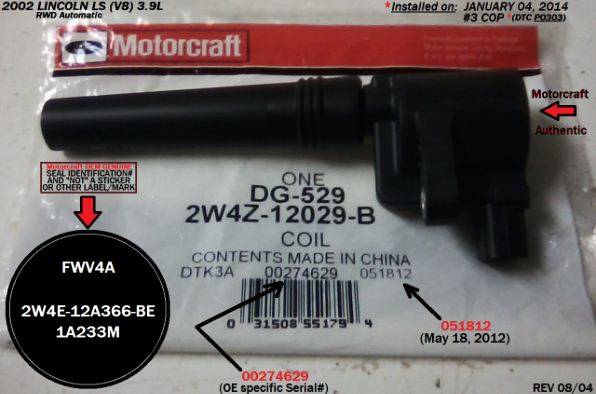 2002 LINCOLN LS (V8) 3.9L
RWD Automatic
*Installed on: JANUARY 04, 2014
#3 COP *(DTC P0303)
Motorcraft
Motorcraft
Authentic
Motorcraft OEM GENUINE
SEAL IDENTIFICATION#
AND "NOT" A STICKER
OR OTHER LABEL/MARK
ONE
DG-529
2W4Z-12029-B
COIL
CONTENTS MADE IN CHINA
DTK3A 00274629 051812
0 31508 55179 4
FWV4A
2W4E-12A366-BE
1A233M
051812
(May 18, 2012)
00274629
(OE specific Serial#)
REV 08/04